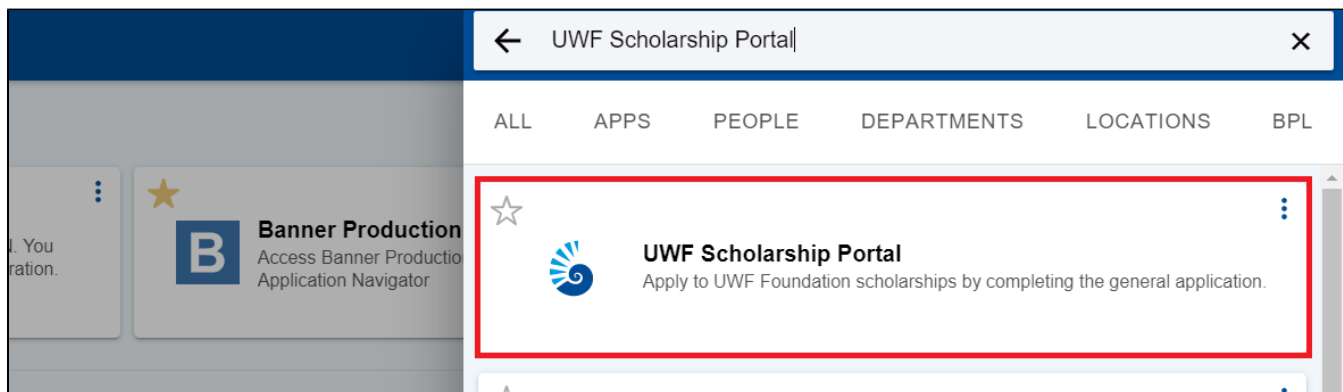 UWF Scholarship Portal
ALL APPS PEOPLE DEPARTMENTS LOCATIONS BPL
You
ration.
B
Banner Production
Access Banner Productio
Application Navigator
UWF Scholarship Portal
Apply to UWF Foundation scholarships by completing the general application.